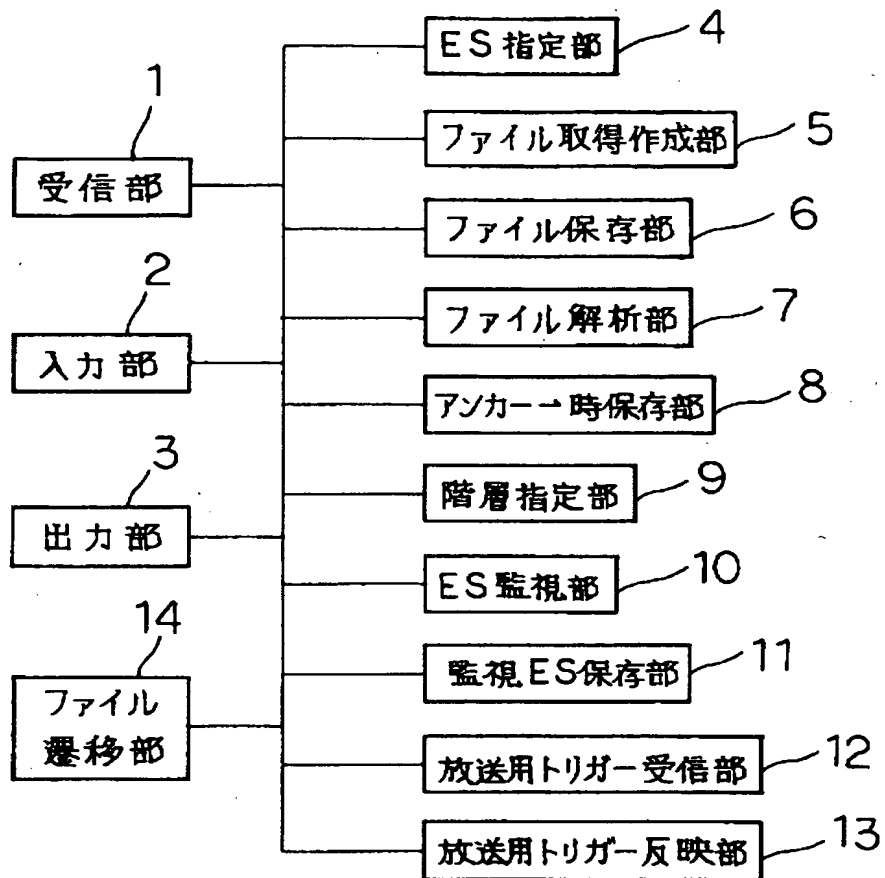 1
受信部
2
入力部
3
出力部
14
ファイル
遷移部
ES指定部
4
ファイル取得作成部
5
ファイル保存部
6
ファイル解析部
7
アンカー一時保存部
8
階層指定部
9
ES監視部
10
監視ES保存部
11
放送用トリガー受信部
12
放送用トリガー反映部
13